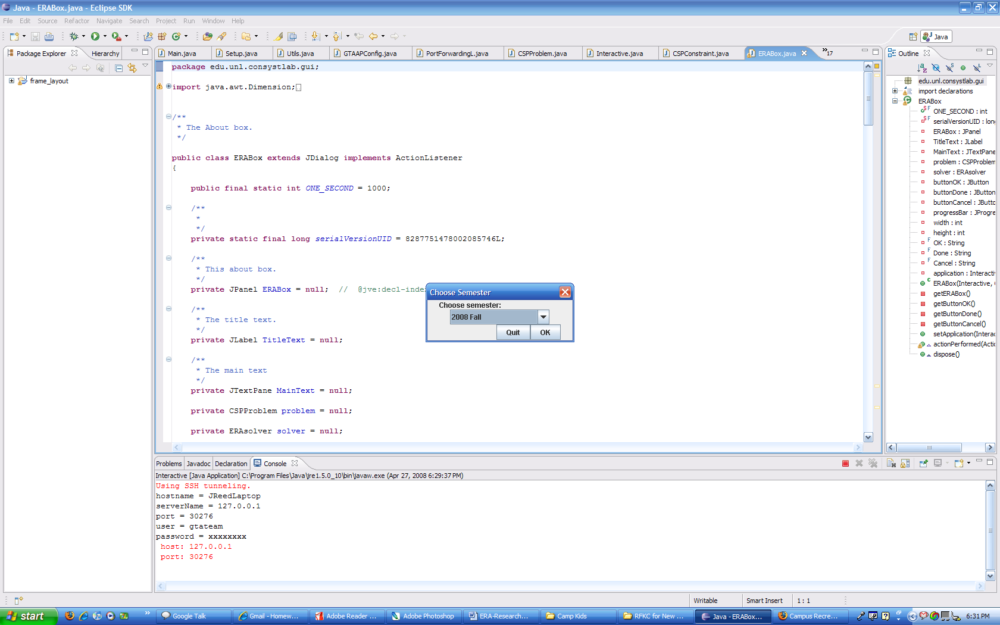 Java - ERABox.java - Eclipse SDK
File Edit Source Refactor Navigate Search Project Run Window Help
Java
Package Explorer Hierarchy
frame_layout
Main.java Setup.java Utils.java GTAAPConfig.java PortForwardingL.java CSPProblem.java Interactive.java CSPConstraint.java ERABox.java »17
package edu.unl.consystlab.gui;
import java.awt.Dimension;
/**
* The About box.
*/
public class ERABox extends JDialog implements ActionListener
{
public final static int ONE_SECOND = 1000;
/**
*
*/
private static final long serialVersionUID = 8287751478002085746L;
/**
* This about box.
*/
private JPanel ERABox = null; // @jve:decl-inde
/**
* The title text.
*/
private JLabel TitleText = null;
/**
* The main text
*/
private JTextPane MainText = null;
private CSPProblem problem = null;
private ERAsolver solver = null;
Choose Semester
Choose semester:
2008 Fall
Quit OK
Outline
edu.unl.consystlab.gui
import declarations
ERABox
ONE_SECOND : int
serialVersionUID : long
ERABox : JPanel
TitleText : JLabel
MainText : JTextPane
problem : CSPProblem
solver : ERAsolver
buttonOK : JButton
buttonDone : JButton
buttonCancel : JButto
progressBar : JProgre
width : int
height : int
OK : String
Done : String
Cancel : String
application : Interacti
ERABox(Interactive, 
getERABox()
getButtonOK()
getButtonDone()
getButtonCancel()
setApplication(Interac
actionPerformed(Actio
dispose()
Problems Javadoc Declaration Console
Interactive [Java Application] C:\Program Files\Java\jre1.5.0_10\bin\javaw.exe (Apr 27, 2008 6:29:37 PM)
Using SSH tunneling.
hostname = JReedLaptop
serverName = 127.0.0.1
port = 30276
user = gtateam
password = xxxxxxxx
host: 127.0.0.1
port: 30276
Writable Smart Insert 1 : 1
start » Google Talk Gmail - Homew... Adobe Reader ... Adobe Photoshop ERA-Research... Camp Kids RFKC for New ... Java - ERABox... Campus Recre... 6:31 PM